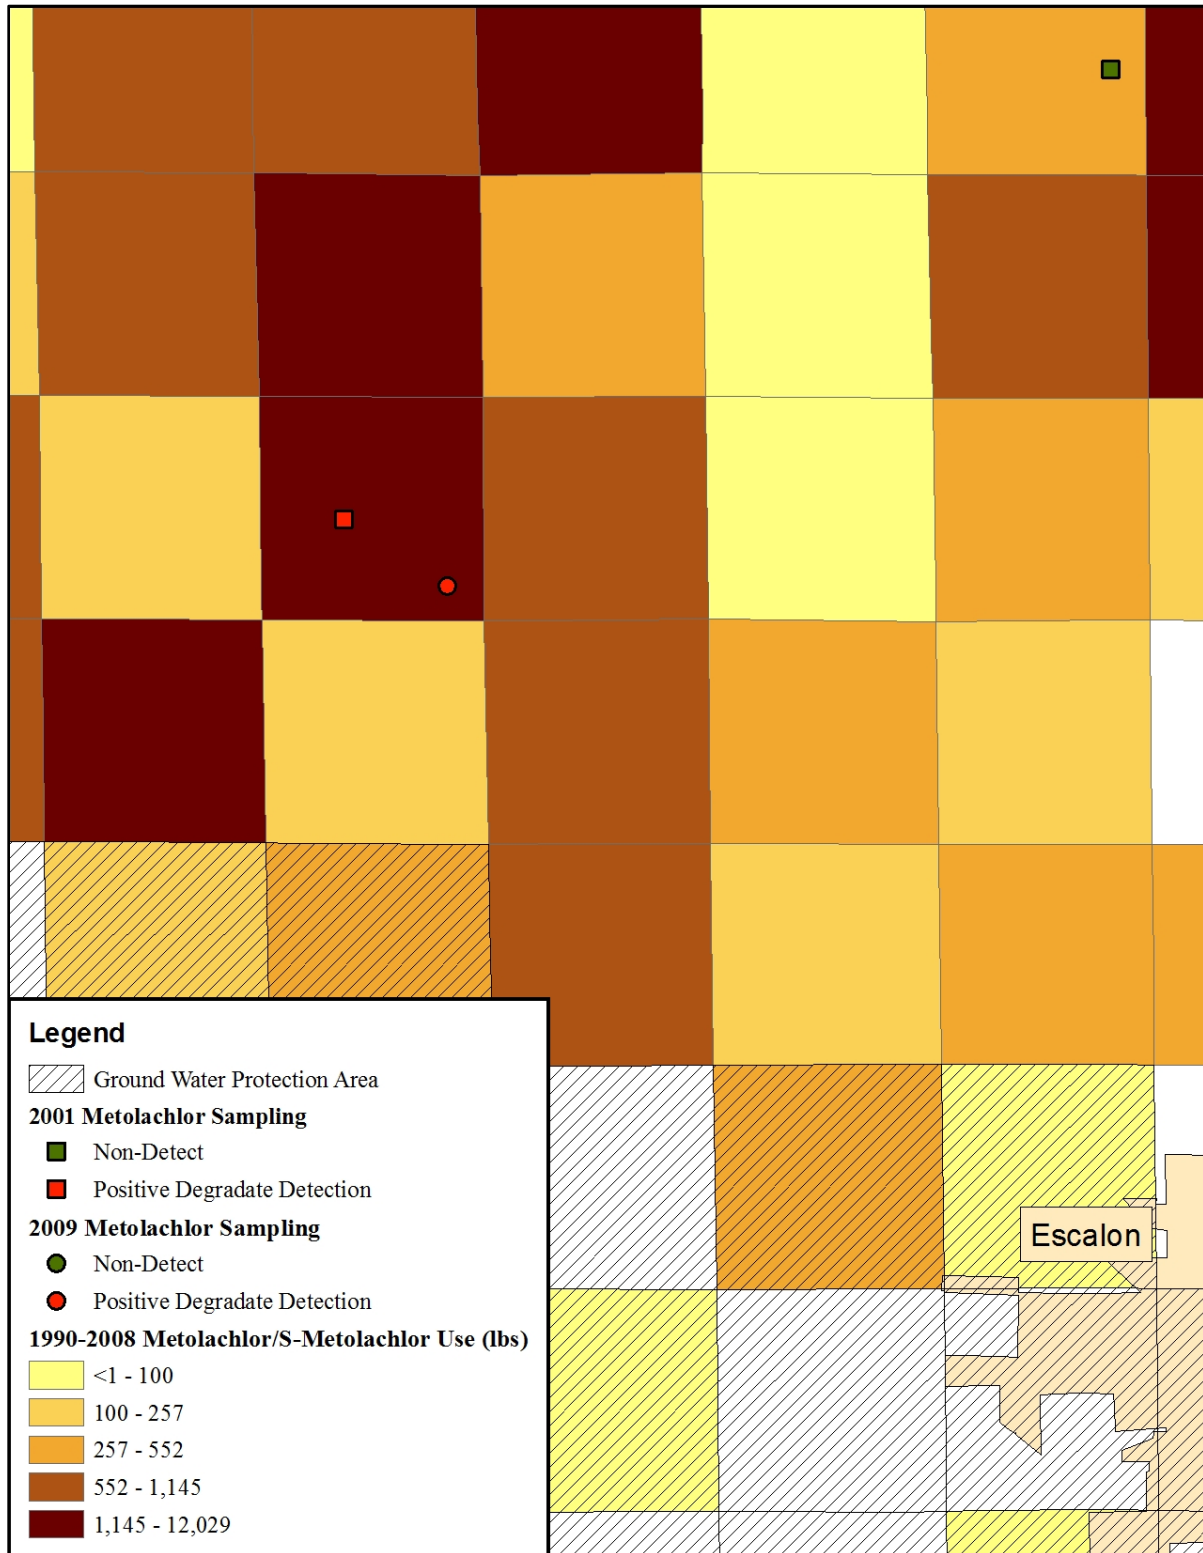 Escalon
Legend
Ground Water Protection Area
2001 Metolachlor Sampling
Non-Detect
Positive Degradate Detection
2009 Metolachlor Sampling
Non-Detect
Positive Degradate Detection
1990-2008 Metolachlor/S-Metolachlor Use (lbs)
<1 - 100
100 - 257
257 - 552
552 - 1,145
1,145 - 12,029